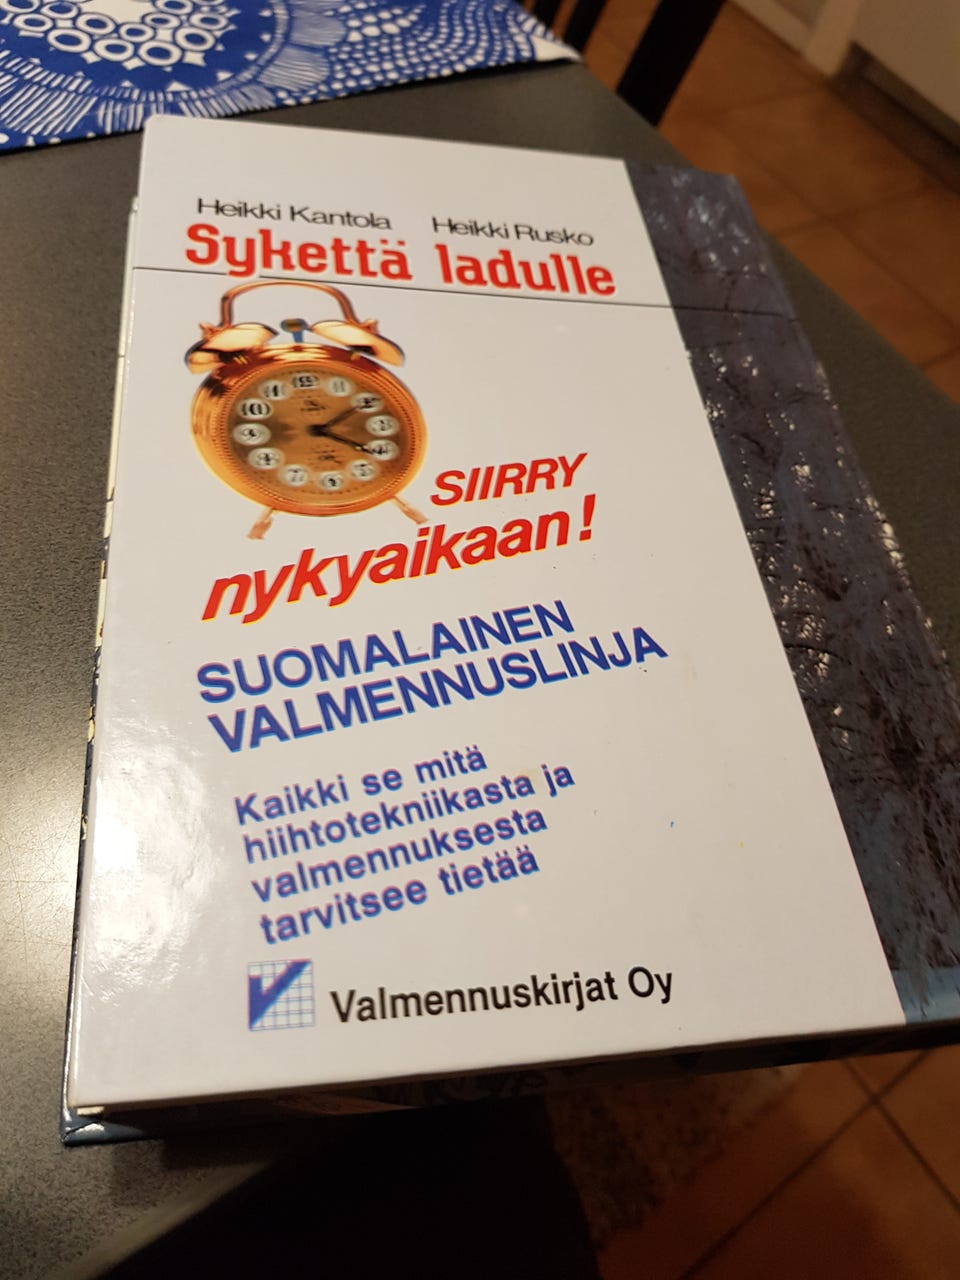 Heikki Kantola Heikki Rusko
Sykettä ladulle
SIIRRY
nykyaikaan!
SUOMALAINEN
VALMENNUSLINJA
Kaikki se mitä
hiihtotekniikasta ja
valmennuksesta
tarvitsee tietää
Valmennuskirjat Oy